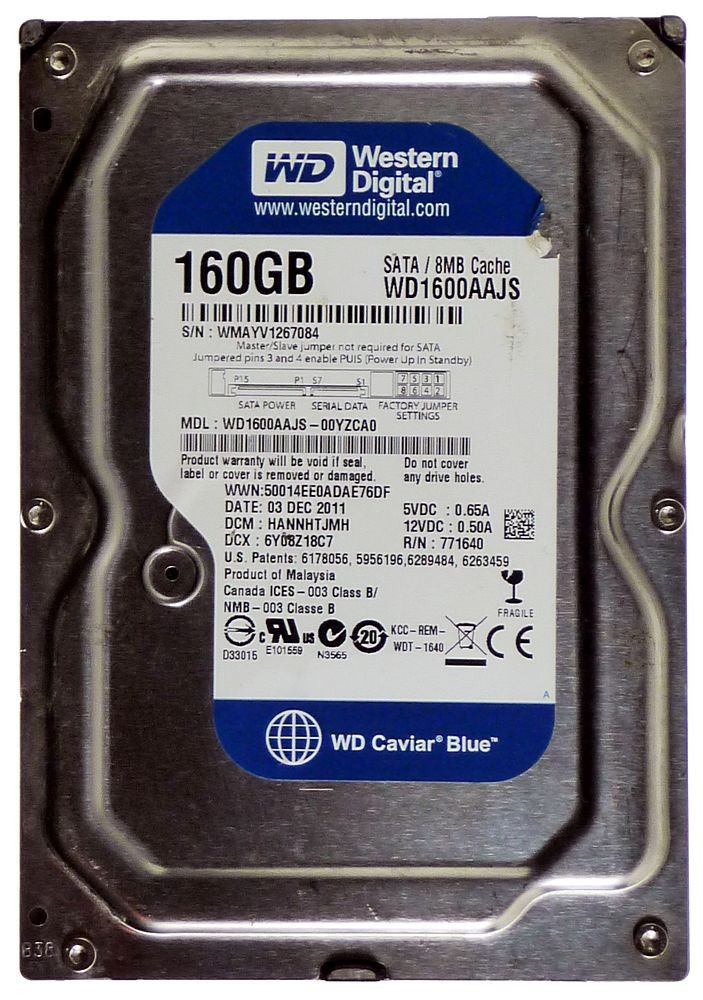 WD Western Digital®
www.westerndigital.com
160GB
SATA / 8MB Cache
WD1600AAJS
S/N : WMAYV1267084
Master/Slave jumper not required for SATA
Jumpered pins 3 and 4 enable PUIS (Power Up In Standby)
P15 P1 S7 S1 7 5 3 1
8 6 4 2
SATA POWER SERIAL DATA FACTORY JUMPER SETTINGS
MDL : WD1600AAJS-00YZCA0
Product warranty will be void if seal,
label or cover is removed or damaged.
Do not cover
any drive holes.
WWN:50014EE0ADAE76DF
DATE: 03 DEC 2011
DCM : HANNHTJMH
DCX : 6Y08Z18C7
5VDC : 0.65A
12VDC : 0.50A
R/N : 771640
U.S. Patents: 6178056, 5956196,6289484, 6263459
Product of Malaysia
Canada ICES-003 Class B/
NMB-003 Classe B
FRAGILE
D33015
c UR us
E101559
N3565
20
KCC-REM-
WDT-1640
CE
A
WD Caviar® Blue™
838